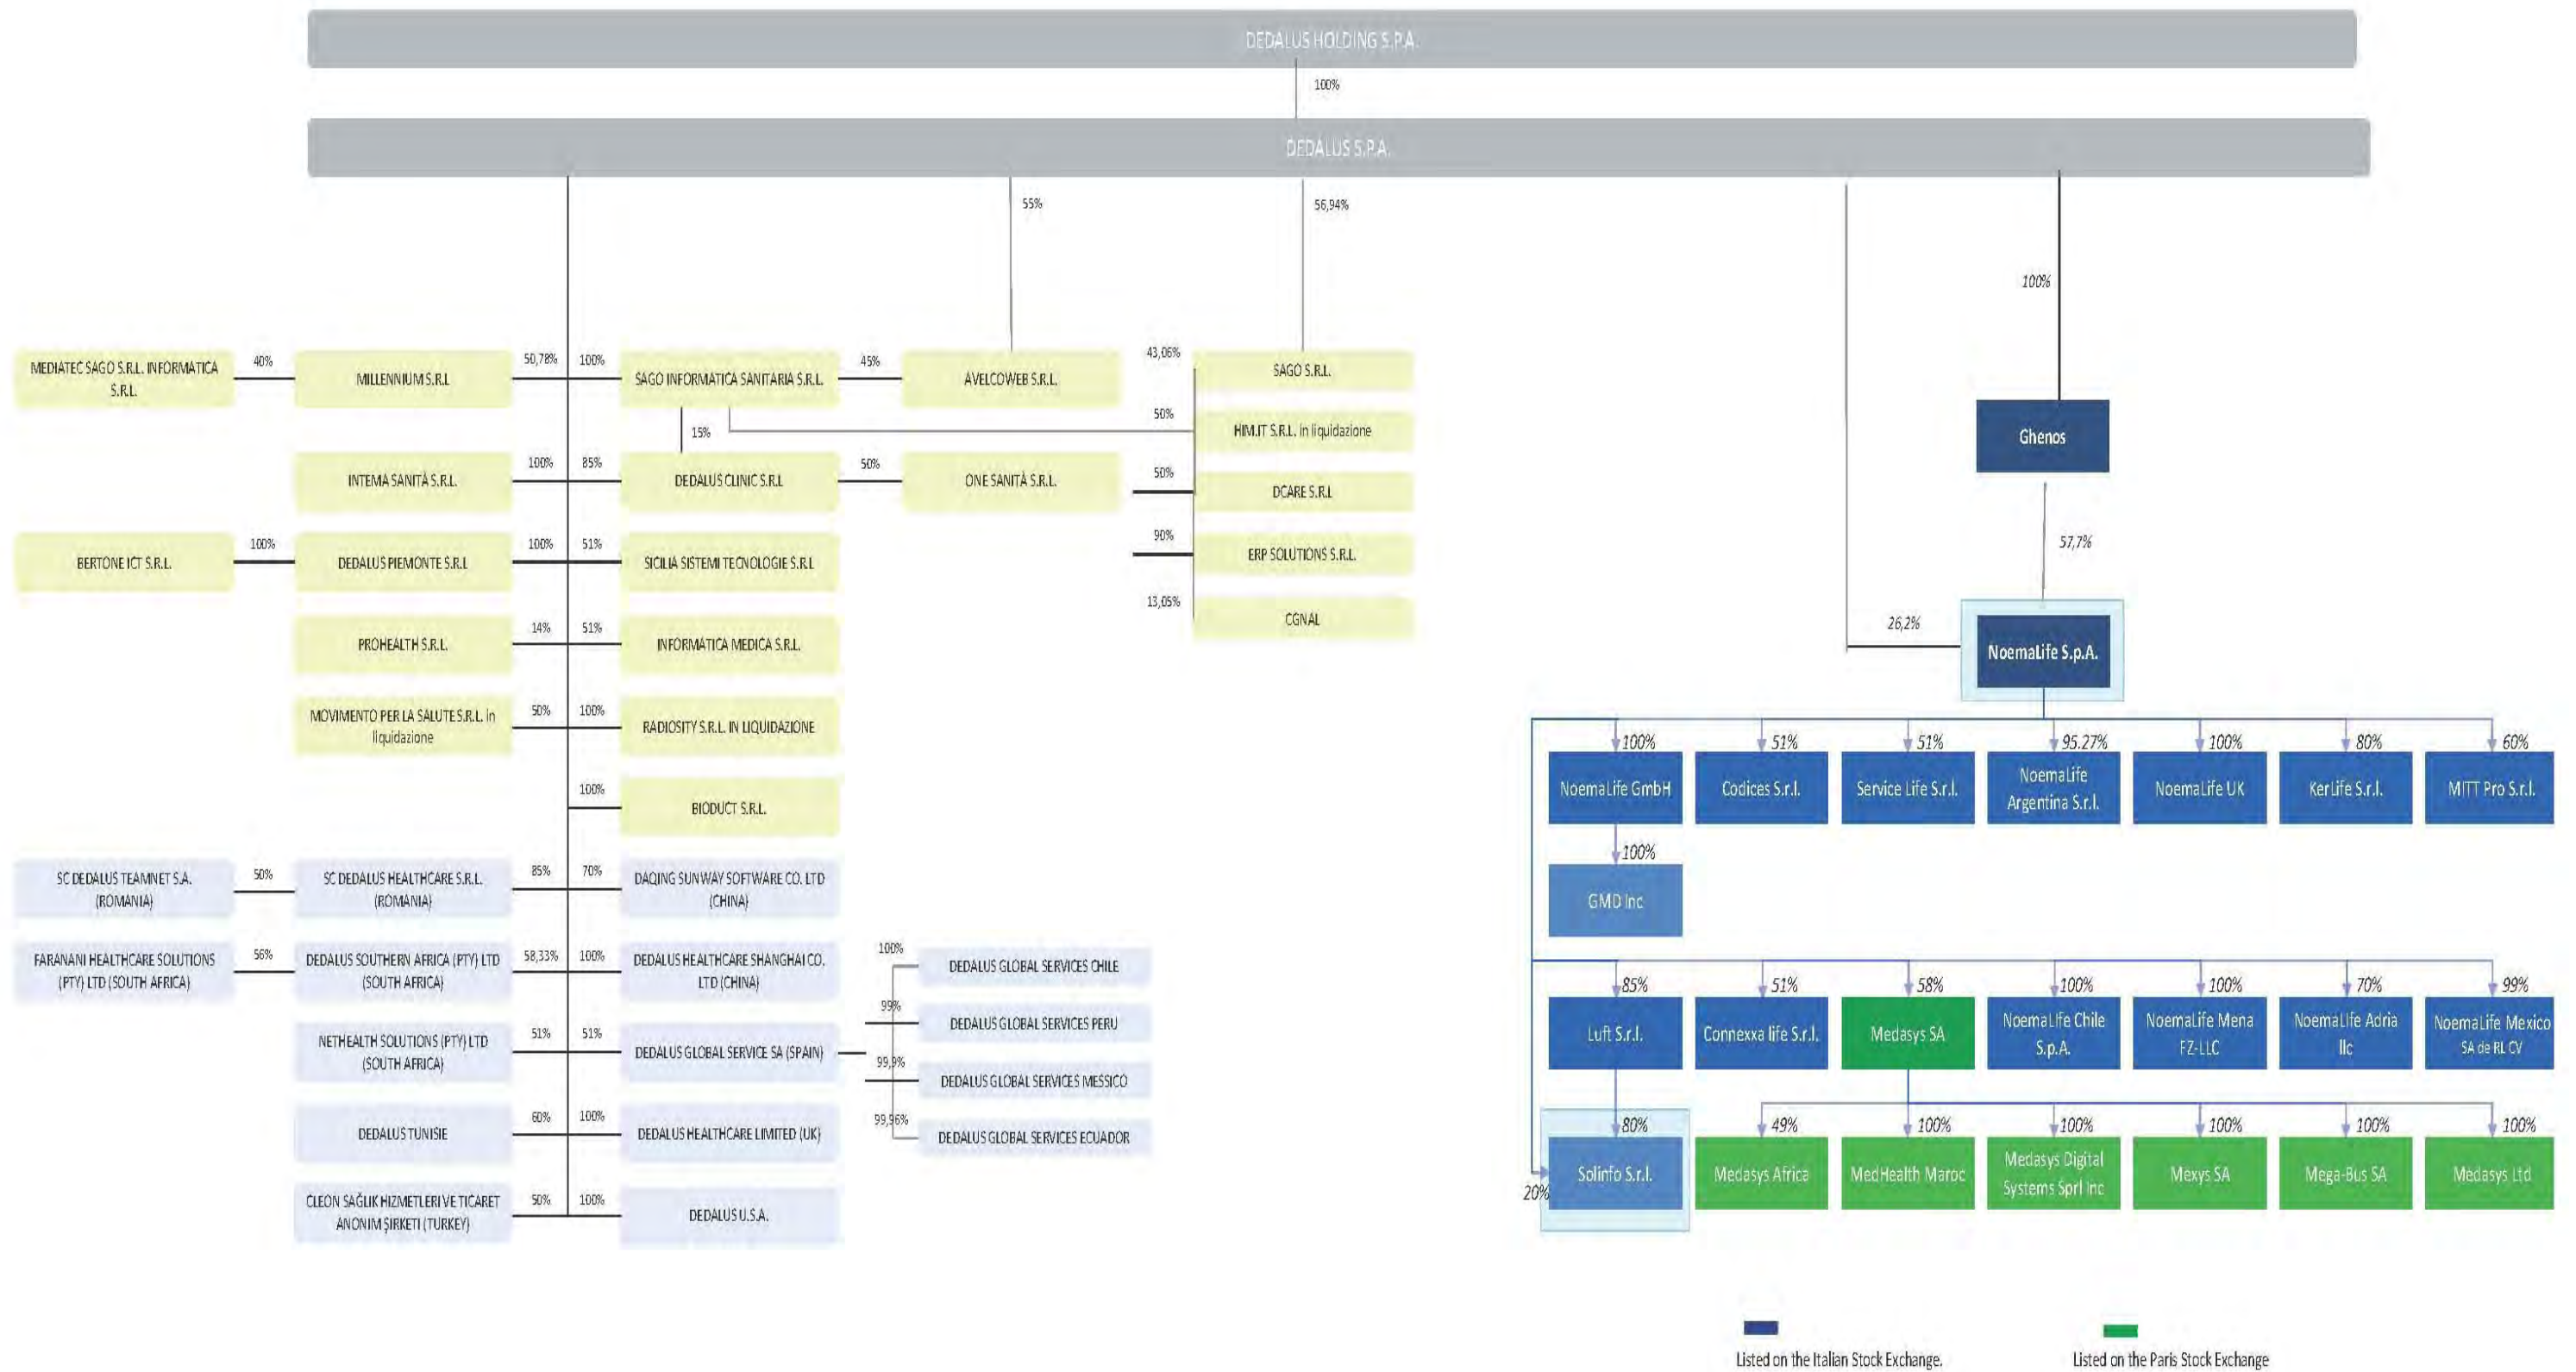 DEDALUS HOLDING S.P.A.
100%
DEDALUS S.P.A.
55%
56,94%
100%
MEDIATEC SAGO S.R.L. INFORMATICA
S.R.L.
40%
MILLENNIUM S.R.L
50,78%
100%
SAGO INFORMATICA SANITARIA S.R.L.
45%
AVELCOWEB S.R.L.
43,06%
SAGO S.R.L.
15%
50%
HIM.IT S.R.L. in liquidazione
INTEMA SANITÀ S.R.L.
100%
85%
DEDALUS CLINIC S.R.L
50%
ONE SANITÀ S.R.L.
50%
DCARE S.R.L
BERTONE ICT S.R.L.
100%
DEDALUS PIEMONTE S.R.L
100%
51%
SICILIA SISTEMI TECNOLOGIE S.R.L
90%
ERP SOLUTIONS S.R.L.
PROHEALTH S.R.L.
14%
51%
INFORMATICA MEDICA S.R.L.
13,05%
CGNAL
MOVIMENTO PER LA SALUTE S.R.L. in
liquidazione
50%
100%
RADIOSITY S.R.L. IN LIQUIDAZIONE
100%
BIODUCT S.R.L.
SC DEDALUS TEAMNET S.A.
(ROMANIA)
50%
SC DEDALUS HEALTHCARE S.R.L.
(ROMANIA)
85%
70%
DAQING SUNWAY SOFTWARE CO. LTD
(CHINA)
FARANANI HEALTHCARE SOLUTIONS
(PTY) LTD (SOUTH AFRICA)
56%
DEDALUS SOUTHERN AFRICA (PTY) LTD
(SOUTH AFRICA)
58,33%
100%
DEDALUS HEALTHCARE SHANGHAI CO.
LTD (CHINA)
NETHEALTH SOLUTIONS (PTY) LTD
(SOUTH AFRICA)
51%
51%
DEDALUS GLOBAL SERVICE SA (SPAIN)
100%
DEDALUS GLOBAL SERVICES CHILE
99%
DEDALUS GLOBAL SERVICES PERU
99,9%
DEDALUS GLOBAL SERVICES MESSICO
99,96%
DEDALUS GLOBAL SERVICES ECUADOR
DEDALUS TUNISIE
60%
100%
DEDALUS HEALTHCARE LIMITED (UK)
CLEON SAĞLIK HIZMETLERI VE TICARET
ANONIM ŞIRKETI (TURKEY)
50%
100%
DEDALUS U.S.A.
Ghenos
57,7%
26,2%
NoemaLife S.p.A.
100%
51%
51%
95.27%
100%
80%
60%
NoemaLife GmbH
Codices S.r.l.
Service Life S.r.l.
NoemaLife
Argentina S.r.l.
NoemaLife UK
KerLife S.r.l.
MITT Pro S.r.l.
100%
GMD Inc
85%
51%
58%
100%
100%
70%
99%
Luft S.r.l.
Connexxa life S.r.l.
Medasys SA
NoemaLIfe Chile
S.p.A.
NoemaLIfe Mena
FZ-LLC
NoemaLIfe Adria
llc
NoemaLIfe Mexico
SA de RL CV
80%
49%
100%
100%
100%
100%
100%
20%
Solinfo S.r.l.
Medasys Africa
MedHealth Maroc
Medasys Digital
Systems Sprl Inc
Mexys SA
Mega-Bus SA
Medasys Ltd
Listed on the Italian Stock Exchange.
Listed on the Paris Stock Exchange